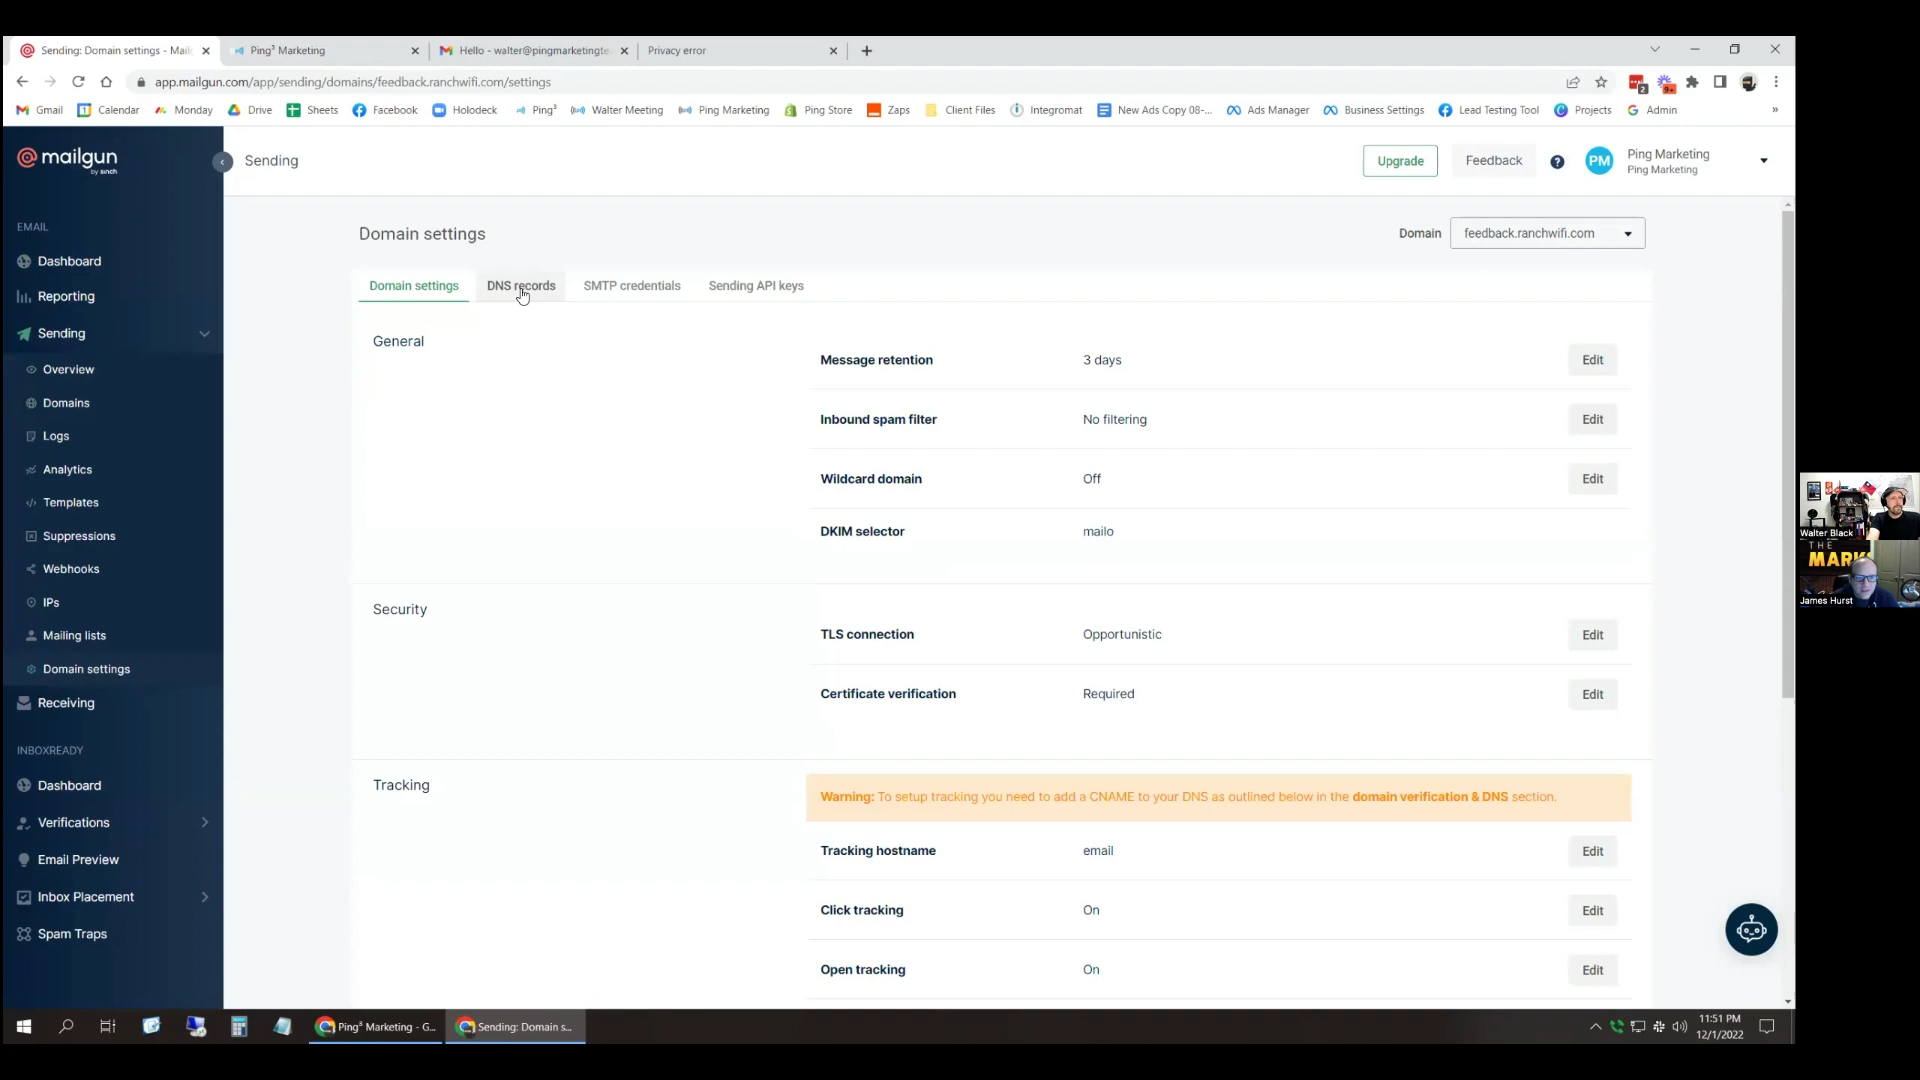 Sending: Domain settings - Mail
Ping³ Marketing
Hello - walter@pingmarketingte
Privacy error
app.mailgun.com/app/sending/domains/feedback.ranchwifi.com/settings
Gmail
Calendar
Monday
Drive
Sheets
Facebook
Holodeck
Ping³
Walter Meeting
Ping Marketing
Ping Store
Zaps
Client Files
Integromat
New Ads Copy 08-...
Ads Manager
Business Settings
Lead Testing Tool
Projects
Admin
»
mailgun
by sinch
Sending
Upgrade
Feedback
?
PM
Ping Marketing
Ping Marketing
EMAIL
Dashboard
Reporting
Sending
Overview
Domains
Logs
Analytics
Templates
Suppressions
Webhooks
IPs
Mailing lists
Domain settings
Receiving
INBOXREADY
Dashboard
Verifications
Email Preview
Inbox Placement
Spam Traps
Domain settings
Domain
feedback.ranchwifi.com
Domain settings
DNS records
SMTP credentials
Sending API keys
General
Message retention
3 days
Edit
Inbound spam filter
No filtering
Edit
Wildcard domain
Off
Edit
DKIM selector
mailo
Security
TLS connection
Opportunistic
Edit
Certificate verification
Required
Edit
Tracking
Warning: To setup tracking you need to add a CNAME to your DNS as outlined below in the domain verification & DNS section.
Tracking hostname
email
Edit
Click tracking
On
Edit
Open tracking
On
Edit
Walter Black
THE
MARK
James Hurst
Ping³ Marketing - G...
Sending: Domain s...
11:51 PM
12/1/2022